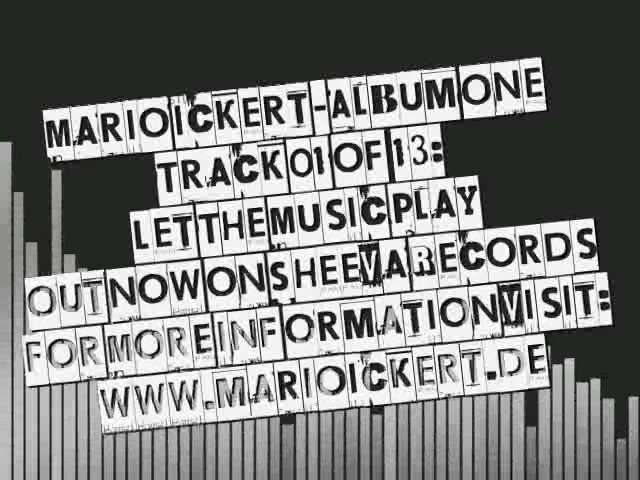 MARIOICKERT-ALBUMONE
TRACK01OF13:
LETTHEMUSICPLAY
OUTNOWONSHEEVARECORDS
FORMOREINFORMATIONVISIT:
WWW.MARIOICKERT.DE